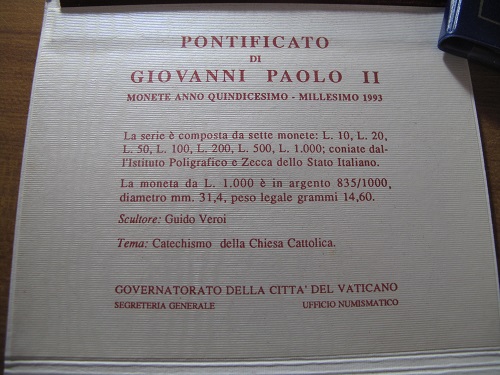 PONTIFICATO
DI
GIOVANNI PAOLO II
MONETE ANNO QUINDICESIMO - MILLESIMO 1993
La serie è composta da sette monete: L. 10, L. 20,
L. 50, L. 100, L. 200, L. 500, L. 1.000; coniate dal-
l'Istituto Poligrafico e Zecca dello Stato Italiano.
La moneta da L. 1.000 è in argento 835/1000,
diametro mm. 31,4, peso legale grammi 14,60.
Scultore: Guido Veroi
Tema: Catechismo della Chiesa Cattolica.
GOVERNATORATO DELLA CITTA' DEL VATICANO
SEGRETERIA GENERALE UFFICIO NUMISMATICO